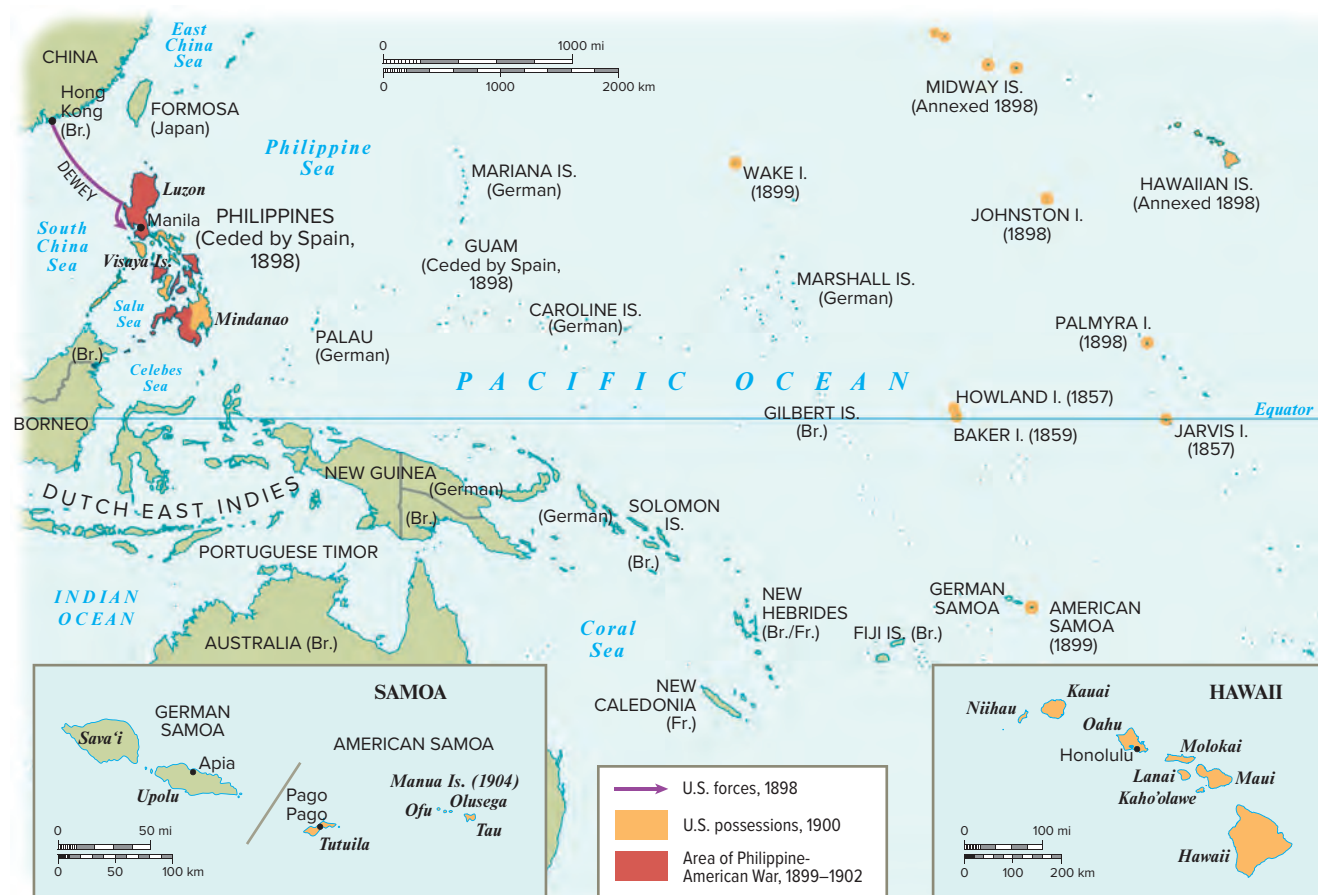 East
China
Sea
CHINA
Hong
Kong
(Br.)
FORMOSA
(Japan)
0 1000 mi
0 1000 2000 km
MIDWAY IS.
(Annexed 1898)
DEWEY
Philippine
Sea
MARIANA IS.
(German)
WAKE I.
(1899)
HAWAIIAN IS.
(Annexed 1898)
JOHNSTON I.
(1898)
Luzon
Manila
PHILIPPINES
(Ceded by Spain,
1898)
South
China
Sea
Visaya Is.
GUAM
(Ceded by Spain,
1898)
MARSHALL IS.
(German)
Salu
Sea
Mindanao
CAROLINE IS.
(German)
PALAU
(German)
PALMYRA I.
(1898)
(Br.)
Celebes
Sea
PACIFIC OCEAN
BORNEO
GILBERT IS.
(Br.)
HOWLAND I. (1857)
BAKER I. (1859)
Equator
JARVIS I.
(1857)
DUTCH EAST INDIES
NEW GUINEA
(German)
(Br.)
(German)
SOLOMON
IS.
(Br.)
PORTUGUESE TIMOR
INDIAN
OCEAN
AUSTRALIA (Br.)
Coral
Sea
NEW
HEBRIDES
(Br./Fr.)
FIJI IS. (Br.)
GERMAN
SAMOA
AMERICAN
SAMOA
(1899)
NEW
CALEDONIA
(Fr.)
SAMOA
GERMAN
SAMOA
Sava'i
Apia
Upolu
AMERICAN SAMOA
Manua Is. (1904)
Ofu
Olusega
Tau
Pago
Pago
Tutuila
0 50 mi
0 50 100 km
U.S. forces, 1898
U.S. possessions, 1900
Area of Philippine-
American War, 1899–1902
HAWAII
Niihau
Kauai
Oahu
Honolulu
Molokai
Lanai
Maui
Kaho'olawe
Hawaii
0 100 mi
0 100 200 km